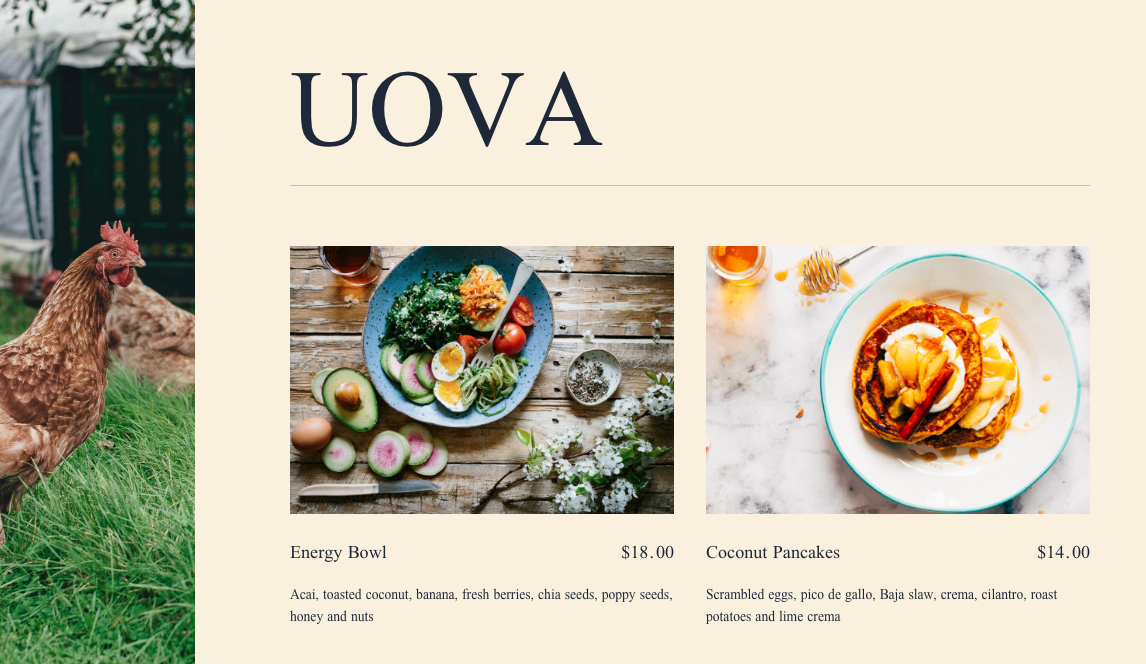 UOVA
Energy Bowl $18.00
Acai, toasted coconut, banana, fresh berries, chia seeds, poppy seeds,
honey and nuts
Coconut Pancakes $14.00
Scrambled eggs, pico de gallo, Baja slaw, crema, cilantro, roast
potatoes and lime crema